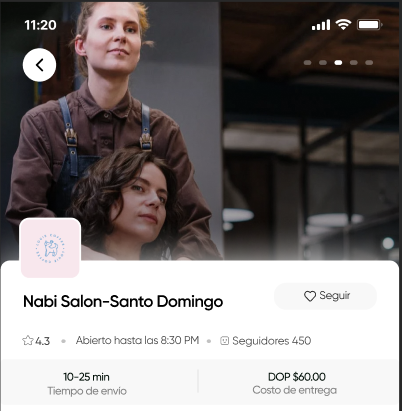 11:20
Nabi Salon-Santo Domingo
Seguir
4.3 • Abierto hasta las 8:30 PM • Seguidores 450
10-25 min DOP $60.00
Tiempo de envío Costo de entrega